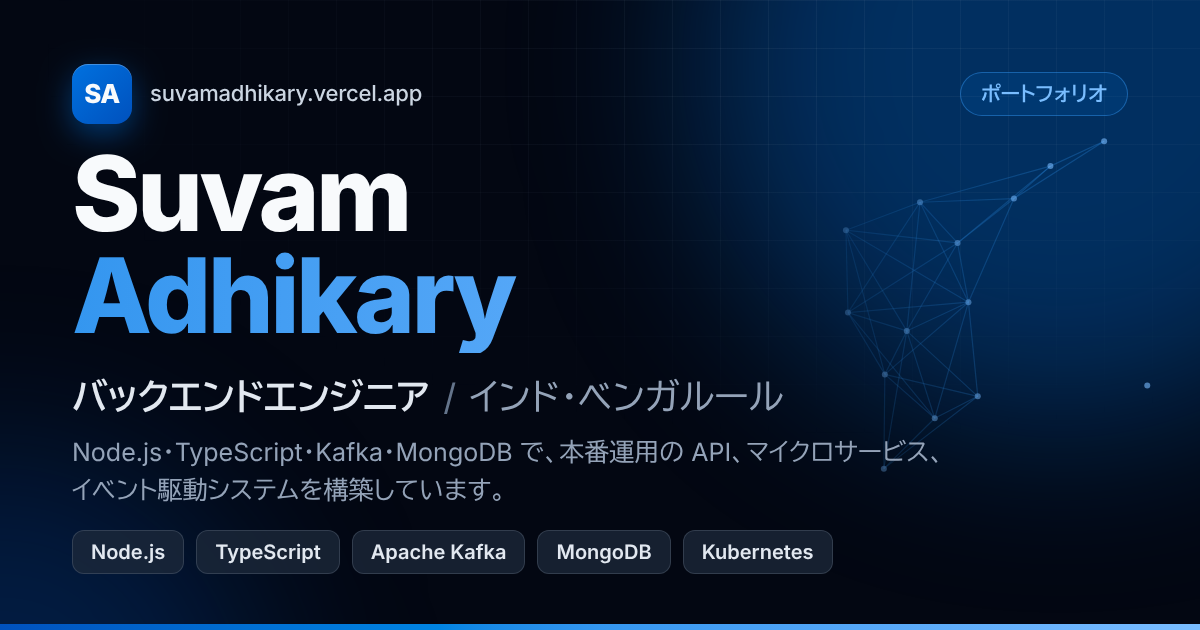 SA
suvamadhikary.vercel.app
ポートフォリオ
Suvam
Adhikary
バックエンドエンジニア / インド・ベンガルール
Node.js・TypeScript・Kafka・MongoDB で、本番運用の API、マイクロサービス、
イベント駆動システムを構築しています。
Node.js
TypeScript
Apache Kafka
MongoDB
Kubernetes